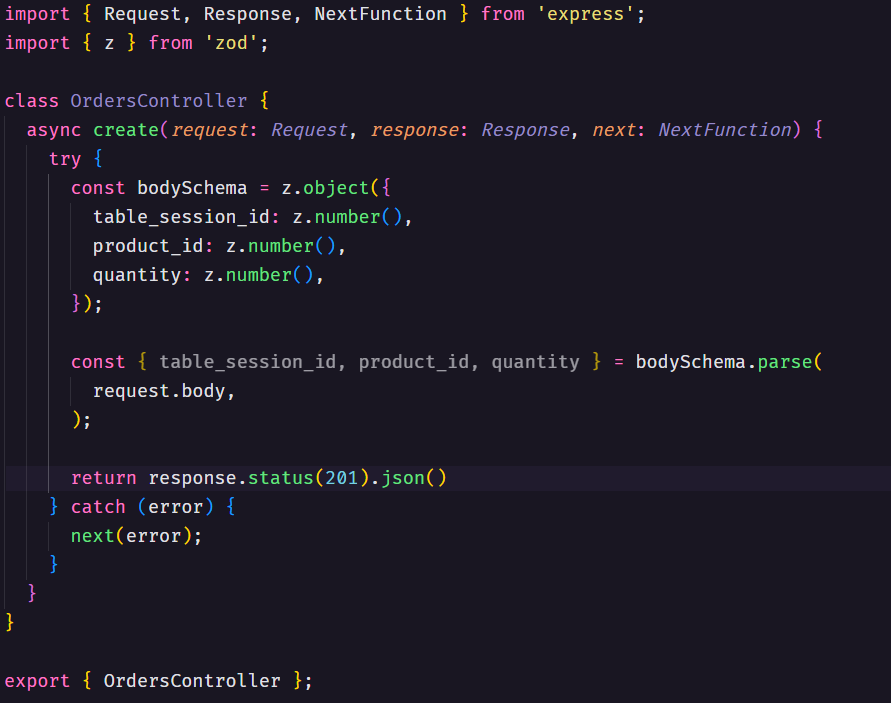 import { Request, Response, NextFunction } from 'express';
import { z } from 'zod';
class OrdersController {
async create(request: Request, response: Response, next: NextFunction) {
try {
const bodySchema = z.object({
table_session_id: z.number(),
product_id: z.number(),
quantity: z.number(),
});
const { table_session_id, product_id, quantity } = bodySchema.parse(
request.body,
);
return response.status(201).json()
} catch (error) {
next(error);
}
}
}
export { OrdersController };